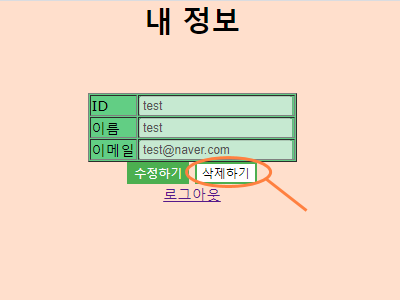 내 정보
ID test
이름 test
이메일 test@naver.com
수정하기 삭제하기
로그아웃